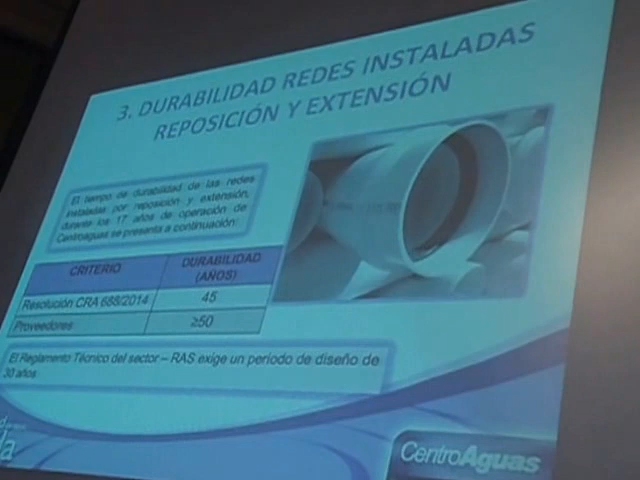 3. DURABILIDAD REDES INSTALADAS
REPOSICIÓN Y EXTENSIÓN
El tiempo de durabilidad de las redes
instaladas por reposición y extensión,
durante los 17 años de operación de
Centroaguas se presenta a continuación:
CRITERIO
DURABILIDAD
(AÑOS)
Resolución CRA 688/2014
45
Proveedores
≥50
El Reglamento Técnico del sector – RAS exige un periodo de diseño de
30 años
CentroAguas